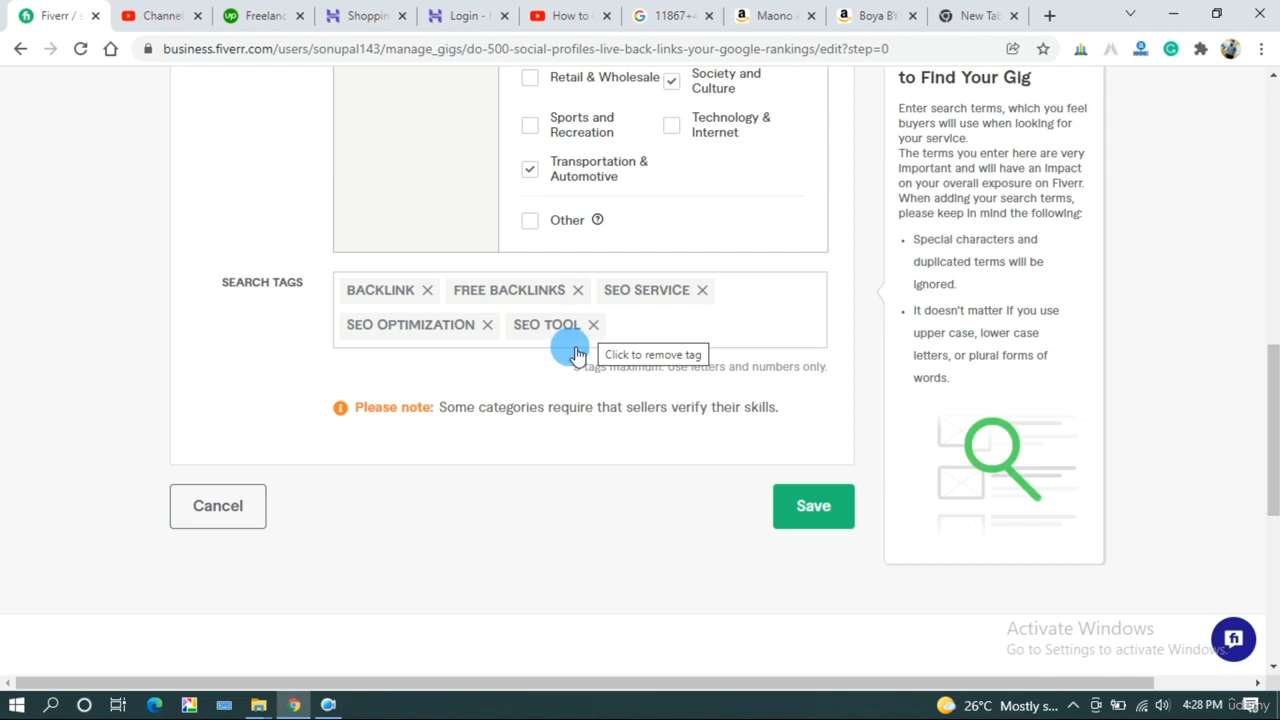 Fiverr / s
Channel
Freelanc
Shoppin
Login -
How to
11867+4
Maono
Boya BY
New Tab
business.fiverr.com/users/sonupal143/manage_gigs/do-500-social-profiles-live-back-links-your-google-rankings/edit?step=0
Retail & Wholesale
Society and
Culture
Sports and
Recreation
Technology &
Internet
Transportation &
Automotive
Other
SEARCH TAGS
BACKLINK
FREE BACKLINKS
SEO SERVICE
SEO OPTIMIZATION
SEO TOOL
Click to remove tag
tags maximum. Use letters and numbers only.
Please note: Some categories require that sellers verify their skills.
Cancel
Save
to Find Your Gig
Enter search terms, which you feel
buyers will use when looking for
your service.
The terms you enter here are very
important and will have an impact
on your overall exposure on Fiverr.
When adding your search terms,
please keep in mind the following:
• Special characters and
duplicated terms will be
ignored.
• It doesn't matter if you use
upper case, lower case
letters, or plural forms of
words.
Activate Windows
Go to Settings to activate Windows.
fi
26°C Mostly s...
4:28 PM
Udemy